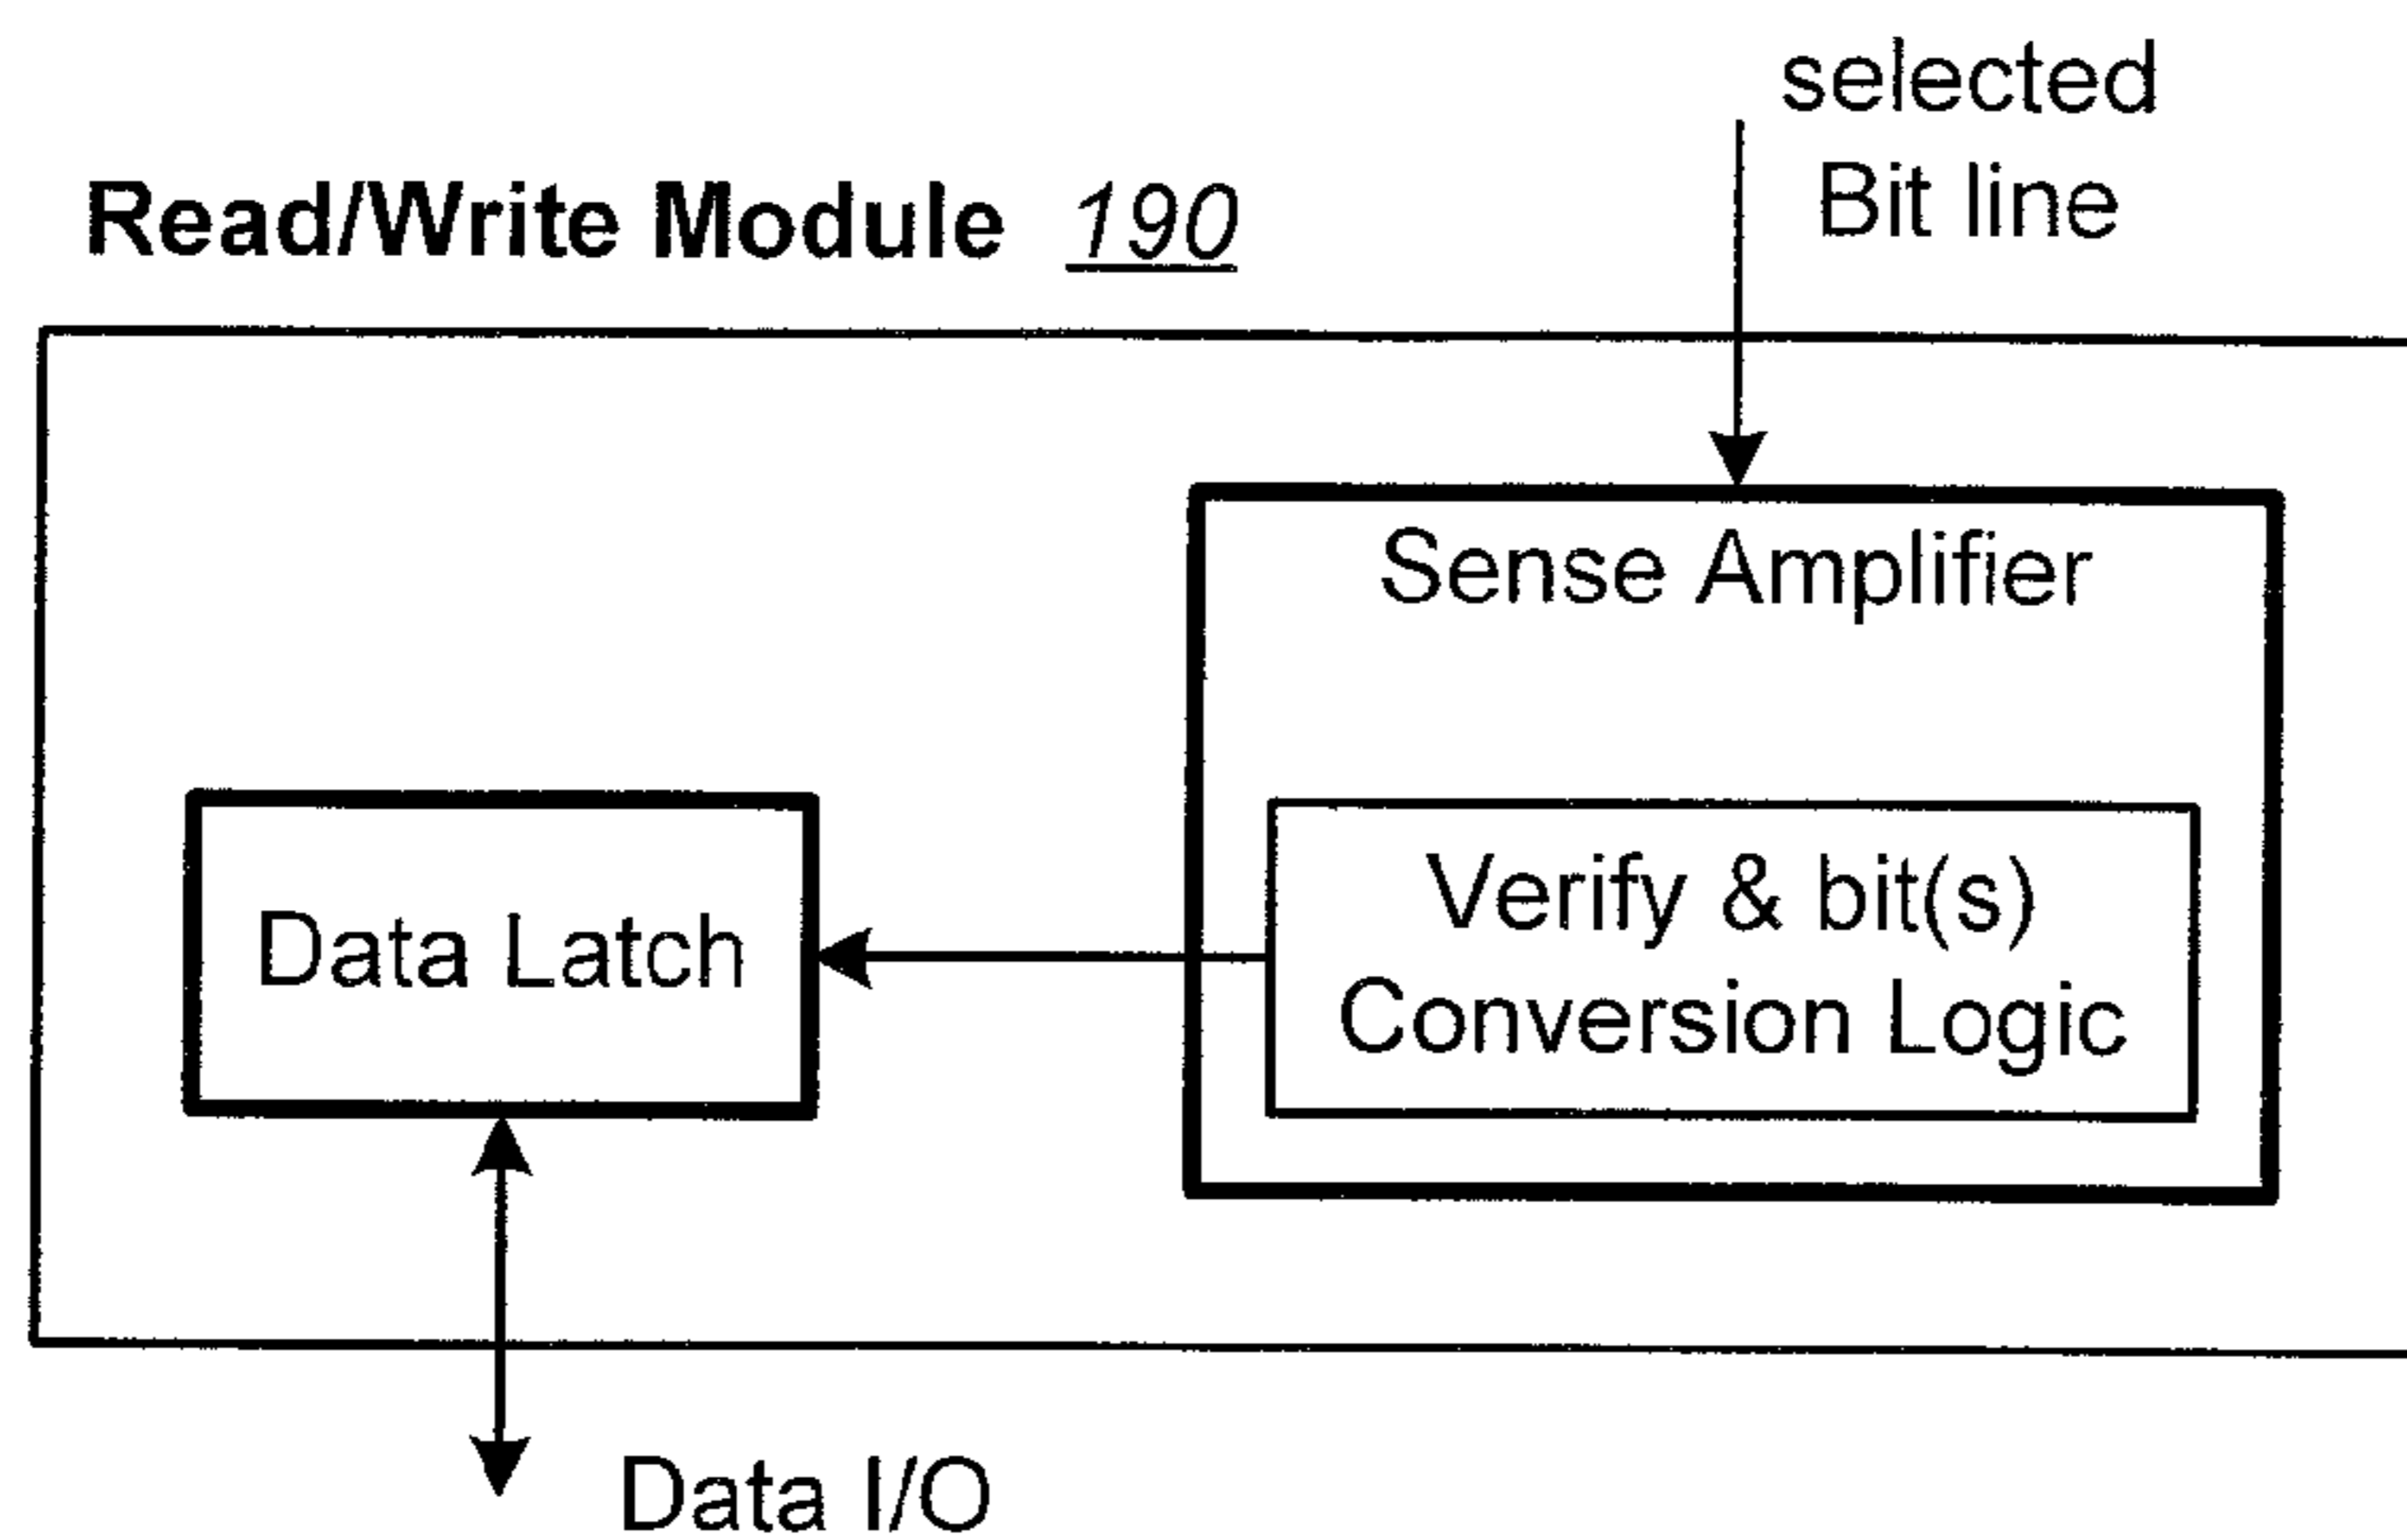 selected
Bit line
Read/Write Module 190
Sense Amplifier
Verify & bit(s)
Conversion Logic
Data Latch
Data I/O